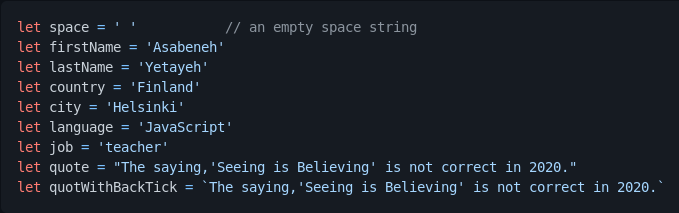 let space = ' '           // an empty space string
let firstName = 'Asabeneh'
let lastName = 'Yetayeh'
let country = 'Finland'
let city = 'Helsinki'
let language = 'JavaScript'
let job = 'teacher'
let quote = "The saying,'Seeing is Believing' is not correct in 2020."
let quotWithBackTick = `The saying,'Seeing is Believing' is not correct in 2020.`